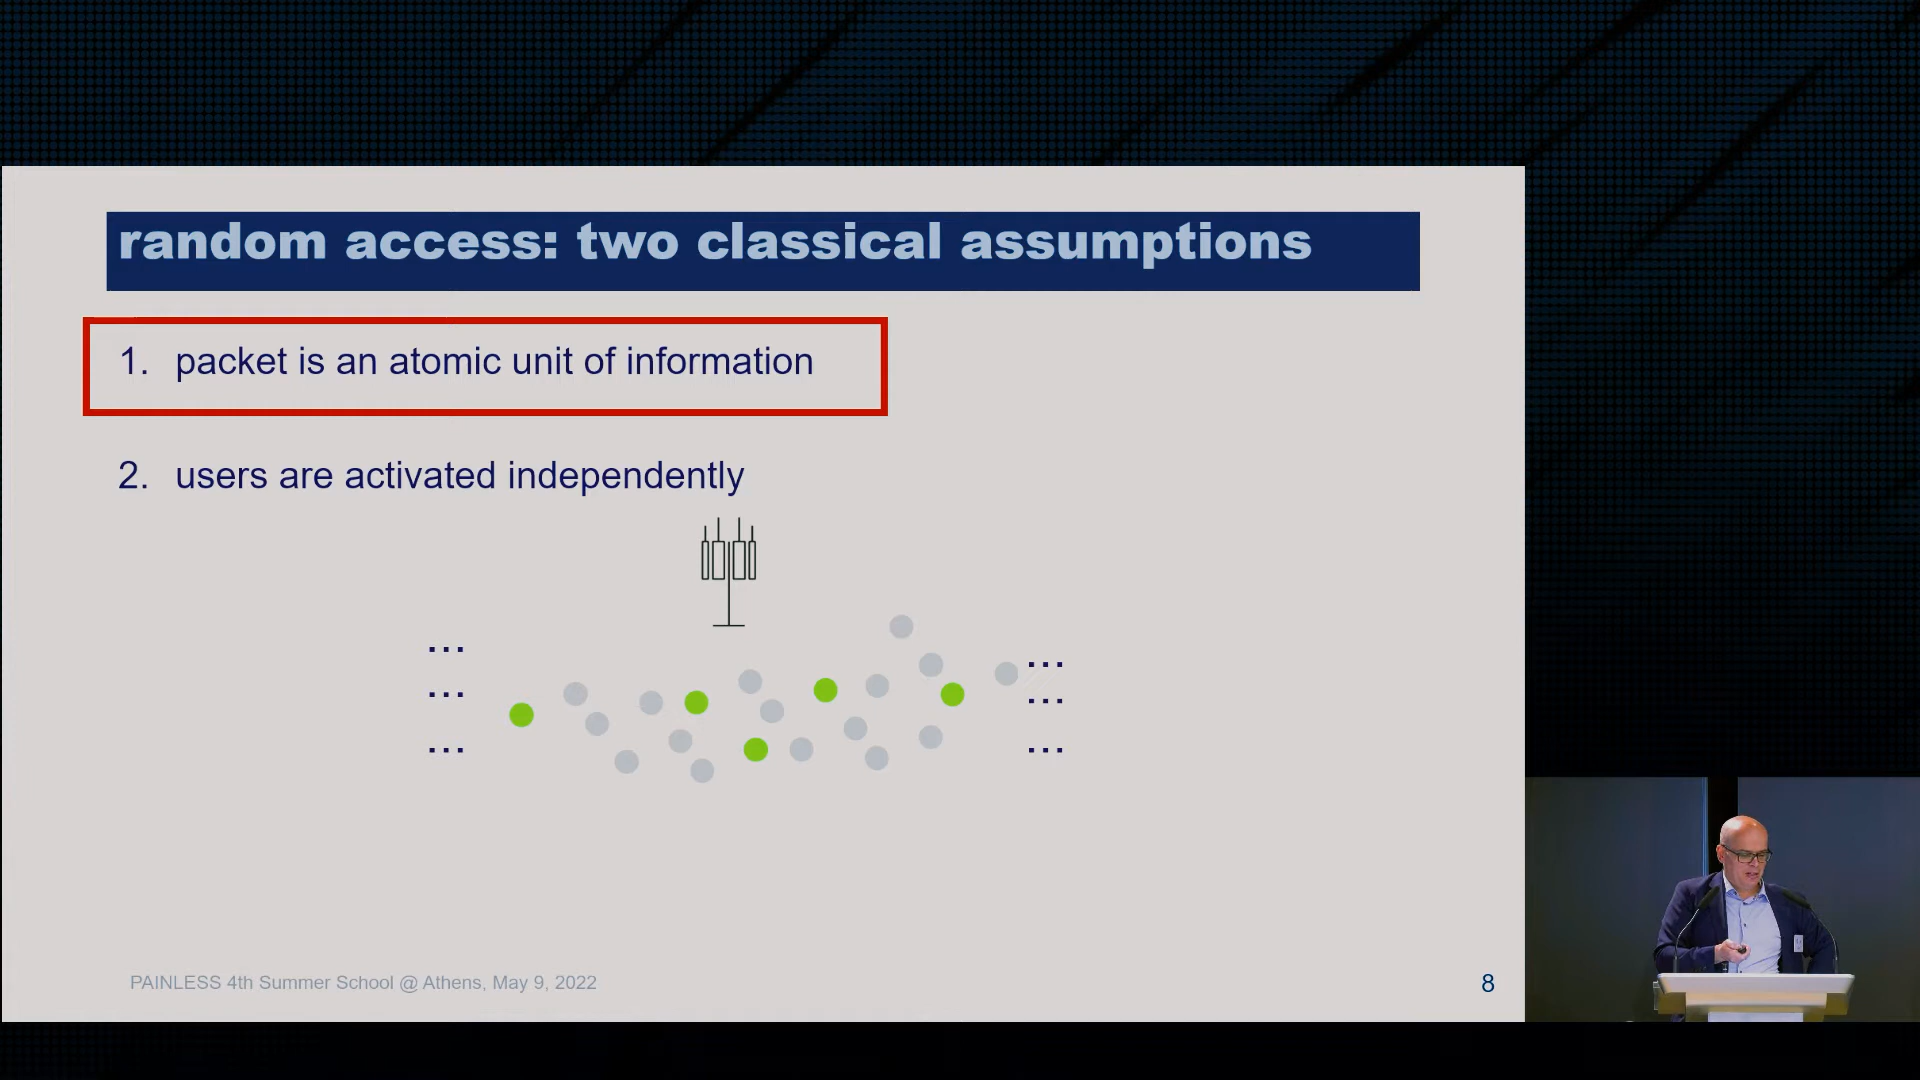 random access: two classical assumptions
1. packet is an atomic unit of information
2. users are activated independently
... ...
... ...
... ...
PAINLESS 4th Summer School @ Athens, May 9, 2022
8